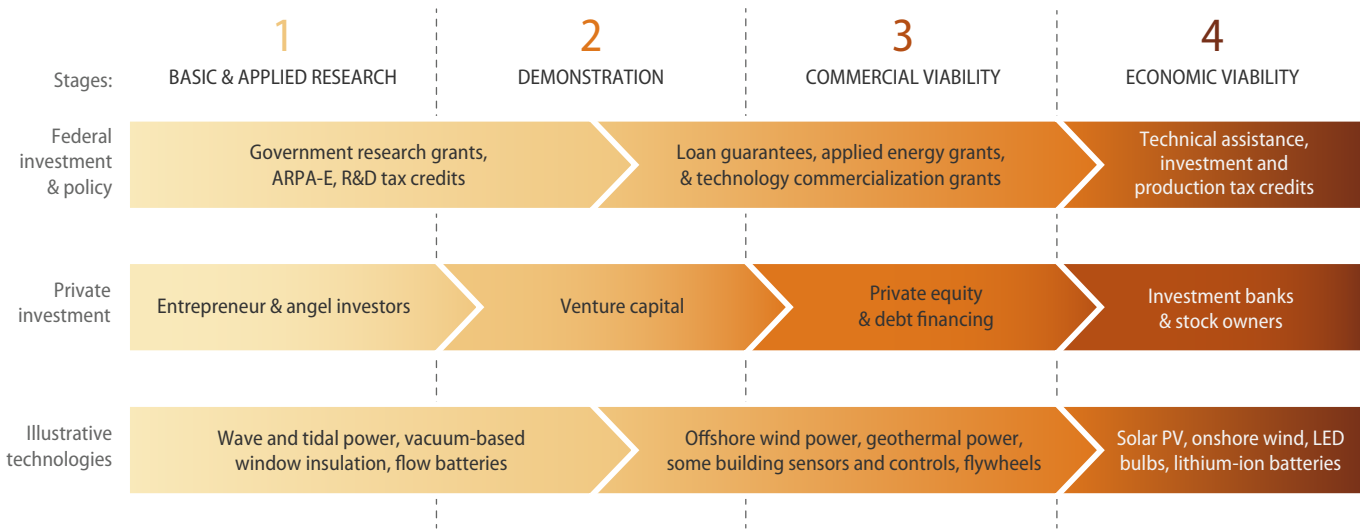 1
2
3
4
Stages:
BASIC & APPLIED RESEARCH
DEMONSTRATION
COMMERCIAL VIABILITY
ECONOMIC VIABILITY
Federal
investment
& policy
Government research grants,
ARPA-E, R&D tax credits
Loan guarantees, applied energy grants,
& technology commercialization grants
Technical assistance,
investment and
production tax credits
Private
investment
Entrepreneur & angel investors
Venture capital
Private equity
& debt financing
Investment banks
& stock owners
Illustrative
technologies
Wave and tidal power, vacuum-based
window insulation, flow batteries
Offshore wind power, geothermal power,
some building sensors and controls, flywheels
Solar PV, onshore wind, LED
bulbs, lithium-ion batteries